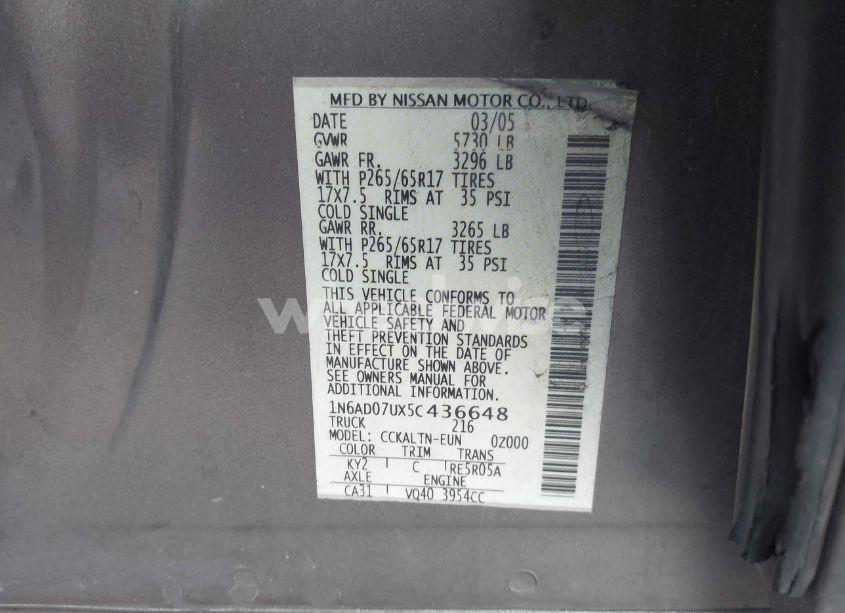 MFD BY NISSAN MOTOR CO., LTD
DATE 03/05
GVWR 5730 LB
GAWR FR. 3296 LB
WITH P265/65R17 TIRES
17X7.5 RIMS AT 35 PSI
COLD SINGLE
GAWR RR. 3265 LB
WITH P265/65R17 TIRES
17X7.5 RIMS AT 35 PSI
COLD SINGLE
THIS VEHICLE CONFORMS TO
ALL APPLICABLE FEDERAL MOTOR
VEHICLE SAFETY AND
THEFT PREVENTION STANDARDS
IN EFFECT ON THE DATE OF
MANUFACTURE SHOWN ABOVE.
SEE OWNERS MANUAL FOR
ADDITIONAL INFORMATION.
1N6AD07UX5C436648
TRUCK 216
MODEL: CCKALTN-EUN 0Z000
COLOR TRIM TRANS
KY2 C RE5R05A
AXLE ENGINE
CA31 VQ40 3954CC